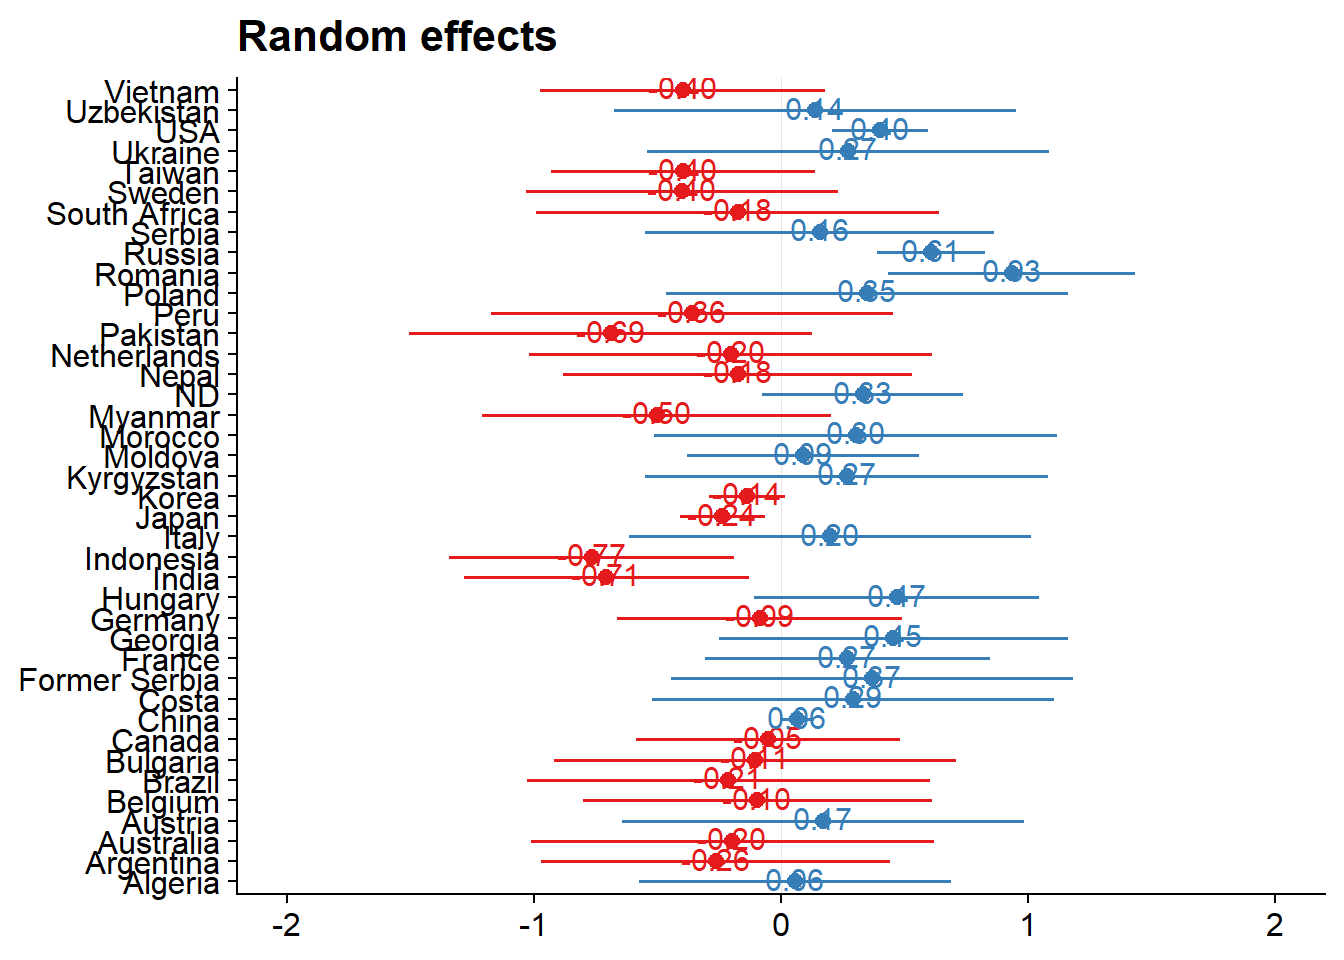 Random effects
Vietnam -0.40
Uzbekistan 0.14
USA 0.40
Ukraine 0.27
Taiwan -0.40
Sweden -0.40
South Africa -0.18
Serbia 0.16
Russia 0.61
Romania 0.93
Poland 0.35
Peru -0.36
Pakistan -0.69
Netherlands -0.20
Nepal -0.18
ND 0.33
Myanmar -0.50
Morocco 0.30
Moldova 0.09
Kyrgyzstan 0.27
Korea -0.14
Japan -0.24
Italy 0.20
Indonesia -0.77
India -0.71
Hungary 0.47
Germany -0.09
Georgia 0.45
France 0.27
Former Serbia 0.37
Costa 0.29
China 0.06
Canada -0.05
Bulgaria -0.11
Brazil -0.21
Belgium -0.10
Austria 0.17
Australia -0.20
Argentina -0.26
Algeria 0.06
-2 -1 0 1 2